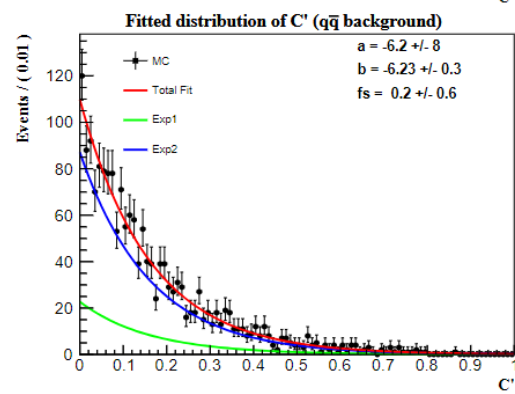 Fitted distribution of C' (qq̅ background)
a = -6.2 +/- 8
b = -6.23 +/- 0.3
fs = 0.2 +/- 0.6
MC
Total Fit
Exp1
Exp2
Events / ( 0.01 )
120
100
80
60
40
20
0
0 0.1 0.2 0.3 0.4 0.5 0.6 0.7 0.8 0.9 1
C'